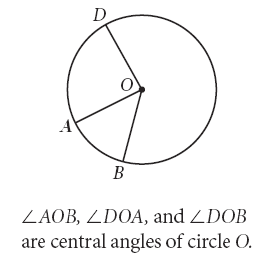 D
O
A
B
∠AOB, ∠DOA, and ∠DOB
are central angles of circle O.